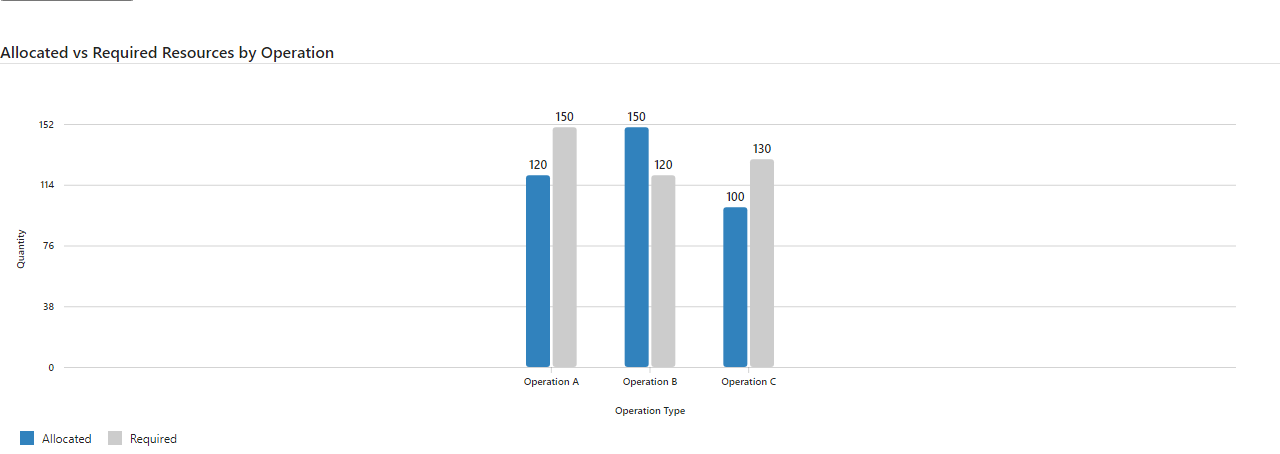 Allocated vs Required Resources by Operation
152
114
76
38
0
Quantity
120
150
150
120
100
130
Operation A
Operation B
Operation C
Operation Type
Allocated
Required